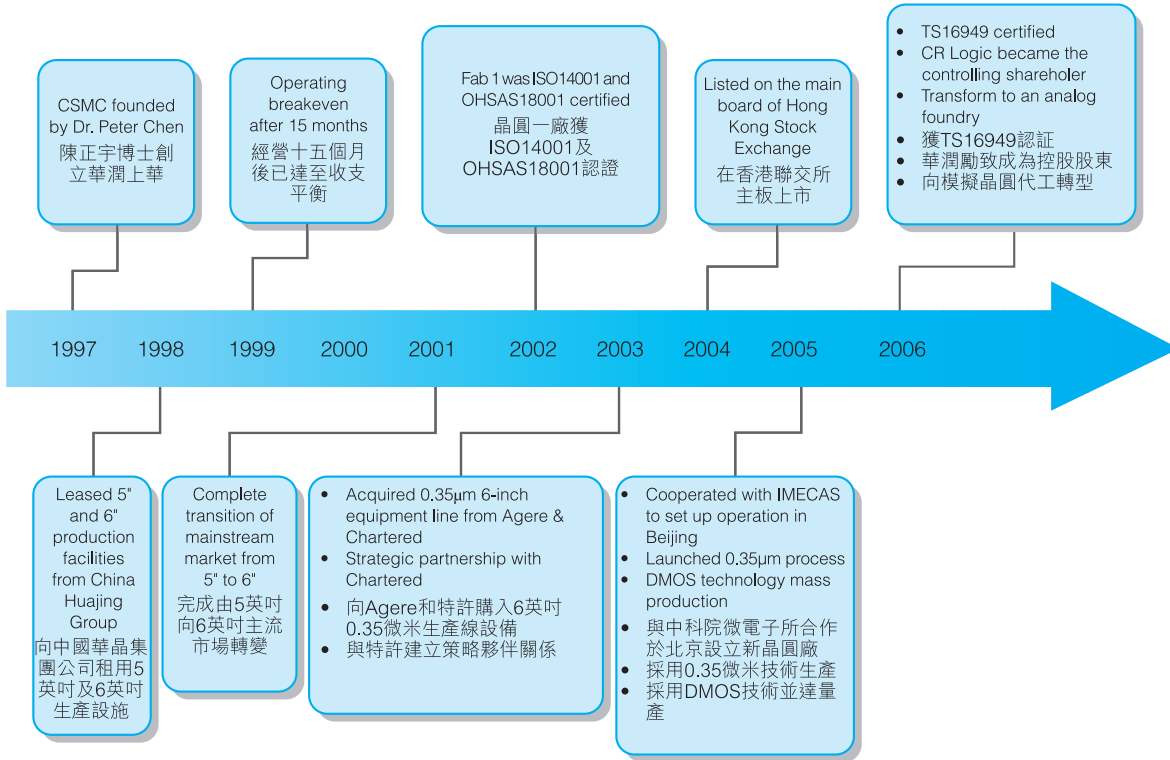 CSMC founded
by Dr. Peter Chen
陳正宇博士創
立華潤上華
Operating
breakeven
after 15 months
經營十五個月
後已達至收支
平衡
Fab 1 was ISO14001 and
OHSAS18001 certified
晶圓一廠獲
ISO14001及
OHSAS18001認證
Listed on the main
board of Hong
Kong Stock
Exchange
在香港聯交所
主板上市
• TS16949 certified
• CR Logic became the
controlling shareholer
• Transform to an analog
foundry
• 獲TS16949認証
• 華潤勵致成為控股股東
• 向模擬晶圓代工轉型
1997 1998 1999 2000 2001 2002 2003 2004 2005 2006
Leased 5"
and 6"
production
facilities
from China
Huajing
Group
向中國華晶集
團公司租用5
英吋及6英吋
生產設施
Complete
transition of
mainstream
market from
5" to 6"
完成由5英吋
向6英吋主流
市場轉變
• Acquired 0.35μm 6-inch
equipment line from Agere &
Chartered
• Strategic partnership with
Chartered
• 向Agere和特許購入6英吋
0.35微米生產線設備
• 與特許建立策略夥伴關係
• Cooperated with IMECAS
to set up operation in
Beijing
• Launched 0.35μm process
• DMOS technology mass
production
• 與中科院微電子所合作
於北京設立新晶圓廠
• 採用0.35微米技術生產
• 採用DMOS技術並達量
產